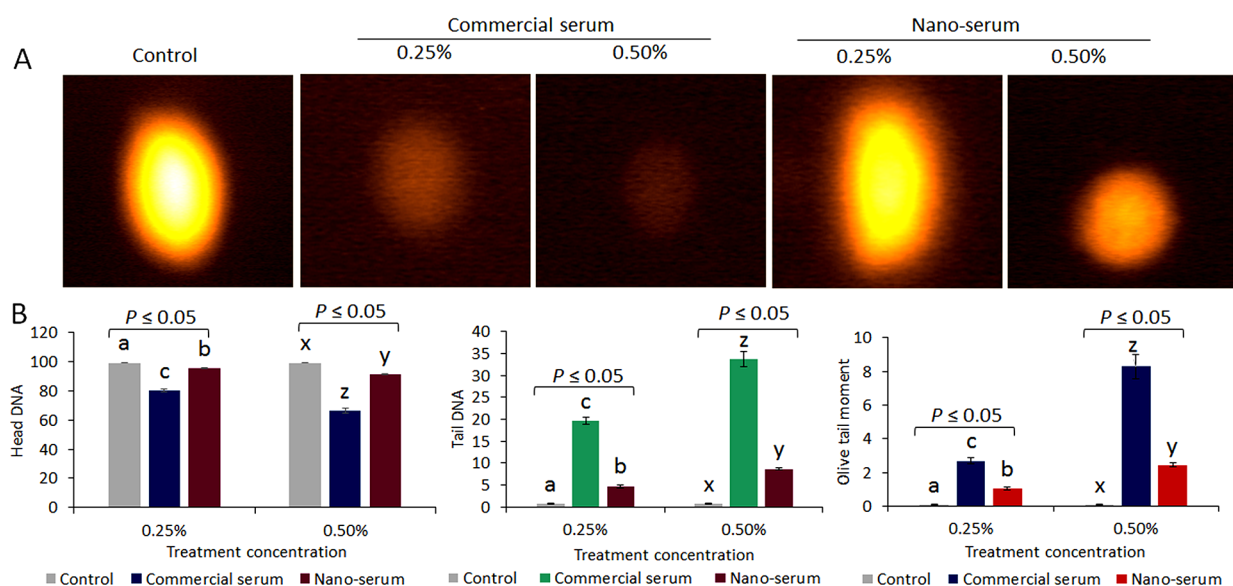 Commercial serum
Nano-serum
A
Control
0.25%
0.50%
0.25%
0.50%
B
P ≤ 0.05
P ≤ 0.05
a
c
b
x
z
y
Head DNA
120
100
80
60
40
20
0
0.25%
0.50%
Treatment concentration
Control
Commercial serum
Nano-serum
P ≤ 0.05
P ≤ 0.05
a
c
b
x
z
y
Tail DNA
40
35
30
25
20
15
10
5
0
0.25%
0.50%
Treatment concentration
Control
Commercial serum
Nano-serum
P ≤ 0.05
P ≤ 0.05
a
c
b
x
z
y
Olive tail moment
10
8
6
4
2
0
0.25%
0.50%
Treatment concentration
Control
Commercial serum
Nano-serum